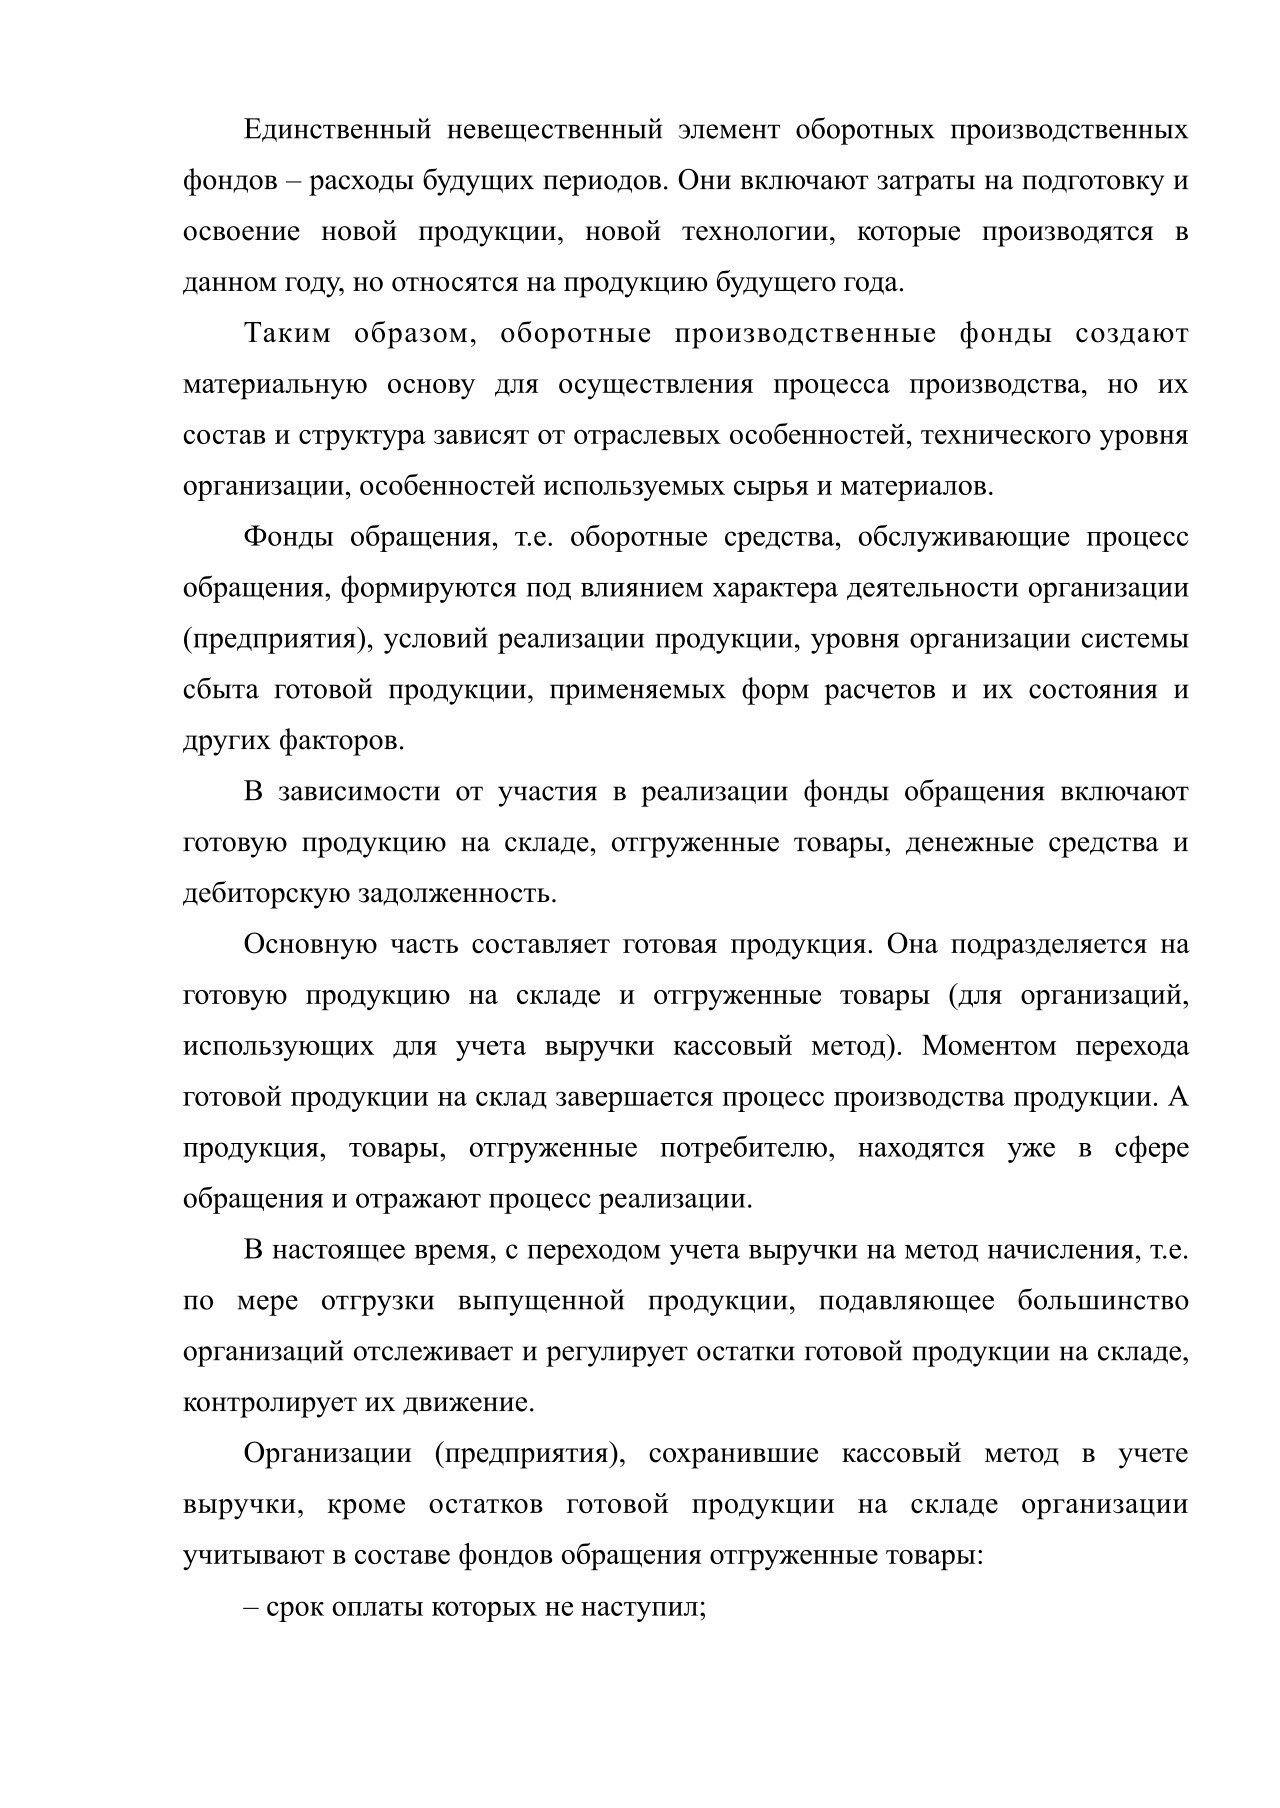 Единственный невещественный элемент оборотных производственных
фондов – расходы будущих периодов. Они включают затраты на подготовку и
освоение новой продукции, новой технологии, которые производятся в
данном году, но относятся на продукцию будущего года.
Таким образом, оборотные производственные фонды создают
материальную основу для осуществления процесса производства, но их
состав и структура зависят от отраслевых особенностей, технического уровня
организации, особенностей используемых сырья и материалов.
Фонды обращения, т.е. оборотные средства, обслуживающие процесс
обращения, формируются под влиянием характера деятельности организации
(предприятия), условий реализации продукции, уровня организации системы
сбыта готовой продукции, применяемых форм расчетов и их состояния и
других факторов.
В зависимости от участия в реализации фонды обращения включают
готовую продукцию на складе, отгруженные товары, денежные средства и
дебиторскую задолженность.
Основную часть составляет готовая продукция. Она подразделяется на
готовую продукцию на складе и отгруженные товары (для организаций,
использующих для учета выручки кассовый метод). Моментом перехода
готовой продукции на склад завершается процесс производства продукции. А
продукция, товары, отгруженные потребителю, находятся уже в сфере
обращения и отражают процесс реализации.
В настоящее время, с переходом учета выручки на метод начисления, т.е.
по мере отгрузки выпущенной продукции, подавляющее большинство
организаций отслеживает и регулирует остатки готовой продукции на складе,
контролирует их движение.
Организации (предприятия), сохранившие кассовый метод в учете
выручки, кроме остатков готовой продукции на складе организации
учитывают в составе фондов обращения отгруженные товары:
– срок оплаты которых не наступил;